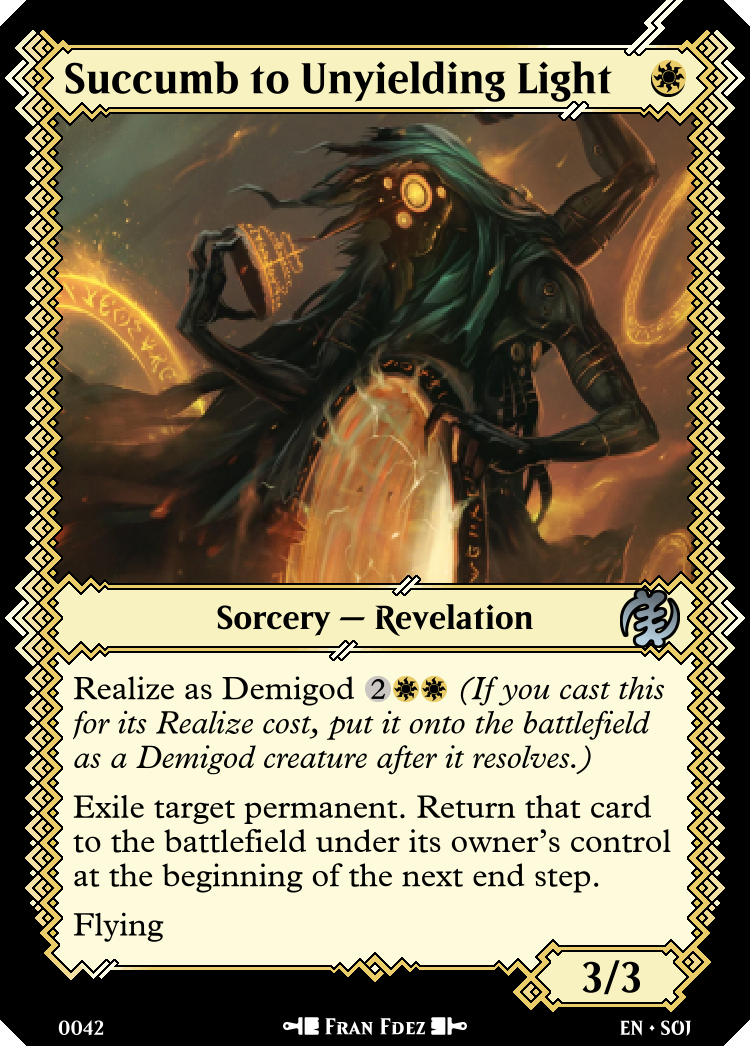 Succumb to Unyielding Light
Sorcery — Revelation
Realize as Demigod 2 (If you cast this
for its Realize cost, put it onto the battlefield
as a Demigod creature after it resolves.)
Exile target permanent. Return that card
to the battlefield under its owner's control
at the beginning of the next end step.
Flying
3/3
0042
Fran Fdez
EN • SOI